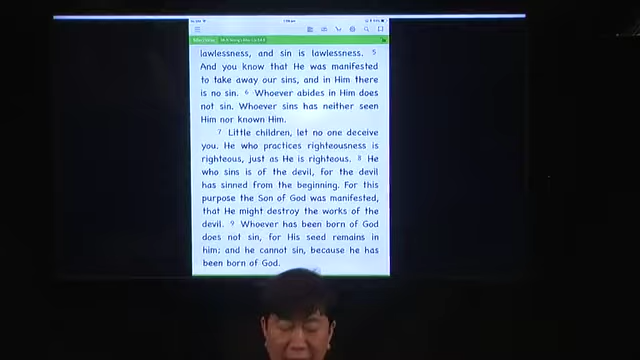 lawlessness, and sin is lawlessness. 5
And you know that He was manifested
to take away our sins, and in Him there
is no sin. 6 Whoever abides in Him does
not sin. Whoever sins has neither seen
Him nor known Him.
7 Little children, let no one deceive
you. He who practices righteousness is
righteous, just as He is righteous. 8 He
who sins is of the devil, for the devil
has sinned from the beginning. For this
purpose the Son of God was manifested,
that He might destroy the works of the
devil. 9 Whoever has been born of God
does not sin, for His seed remains in
him; and he cannot sin, because he has
been born of God.